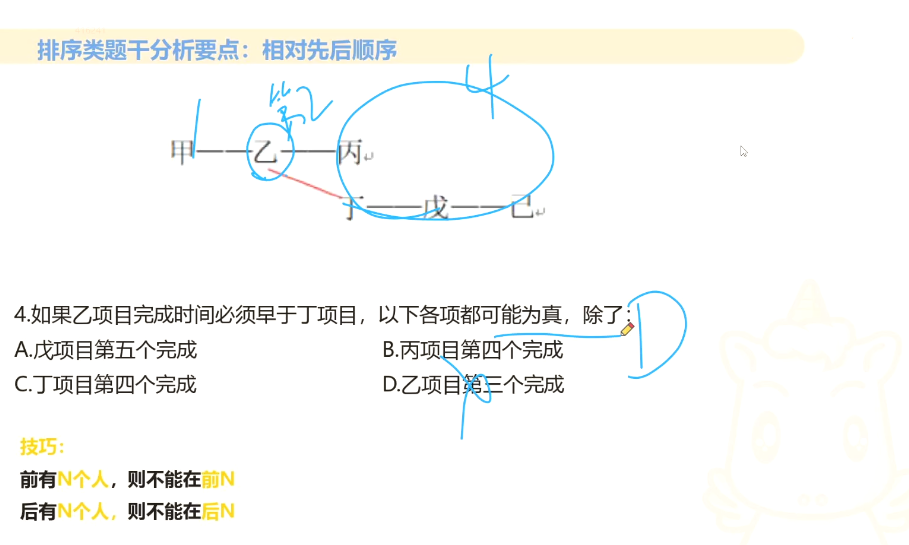 排序类题干分析要点：相对先后顺序
4
第2
1
甲——乙——丙
丁——戊——己
4.如果乙项目完成时间必须早于丁项目，以下各项都可能为真，除了：
D
A.戊项目第五个完成
B.丙项目第四个完成
C.丁项目第四个完成
D.乙项目第三个完成
技巧：
前有N个人，则不能在前N
后有N个人，则不能在后N